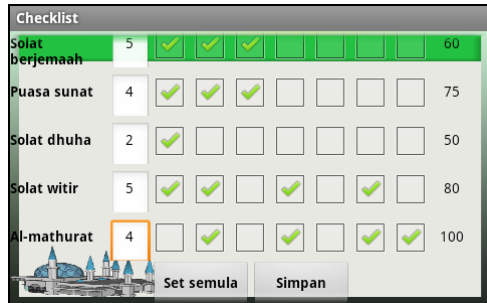 Checklist
Solat berjemaah 5 60
Puasa sunat 4 75
Solat dhuha 2 50
Solat witir 5 80
Al-mathurat 4 100
Set semula Simpan